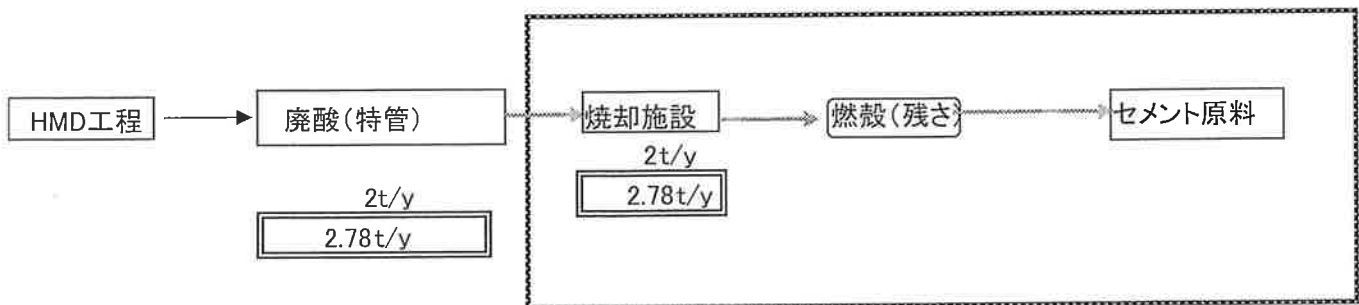 HMD工程
廃酸(特管)
焼却施設
燃殻(残さ
セメント原料
2t/y
2.78t/y
2t/y
2.78t/y